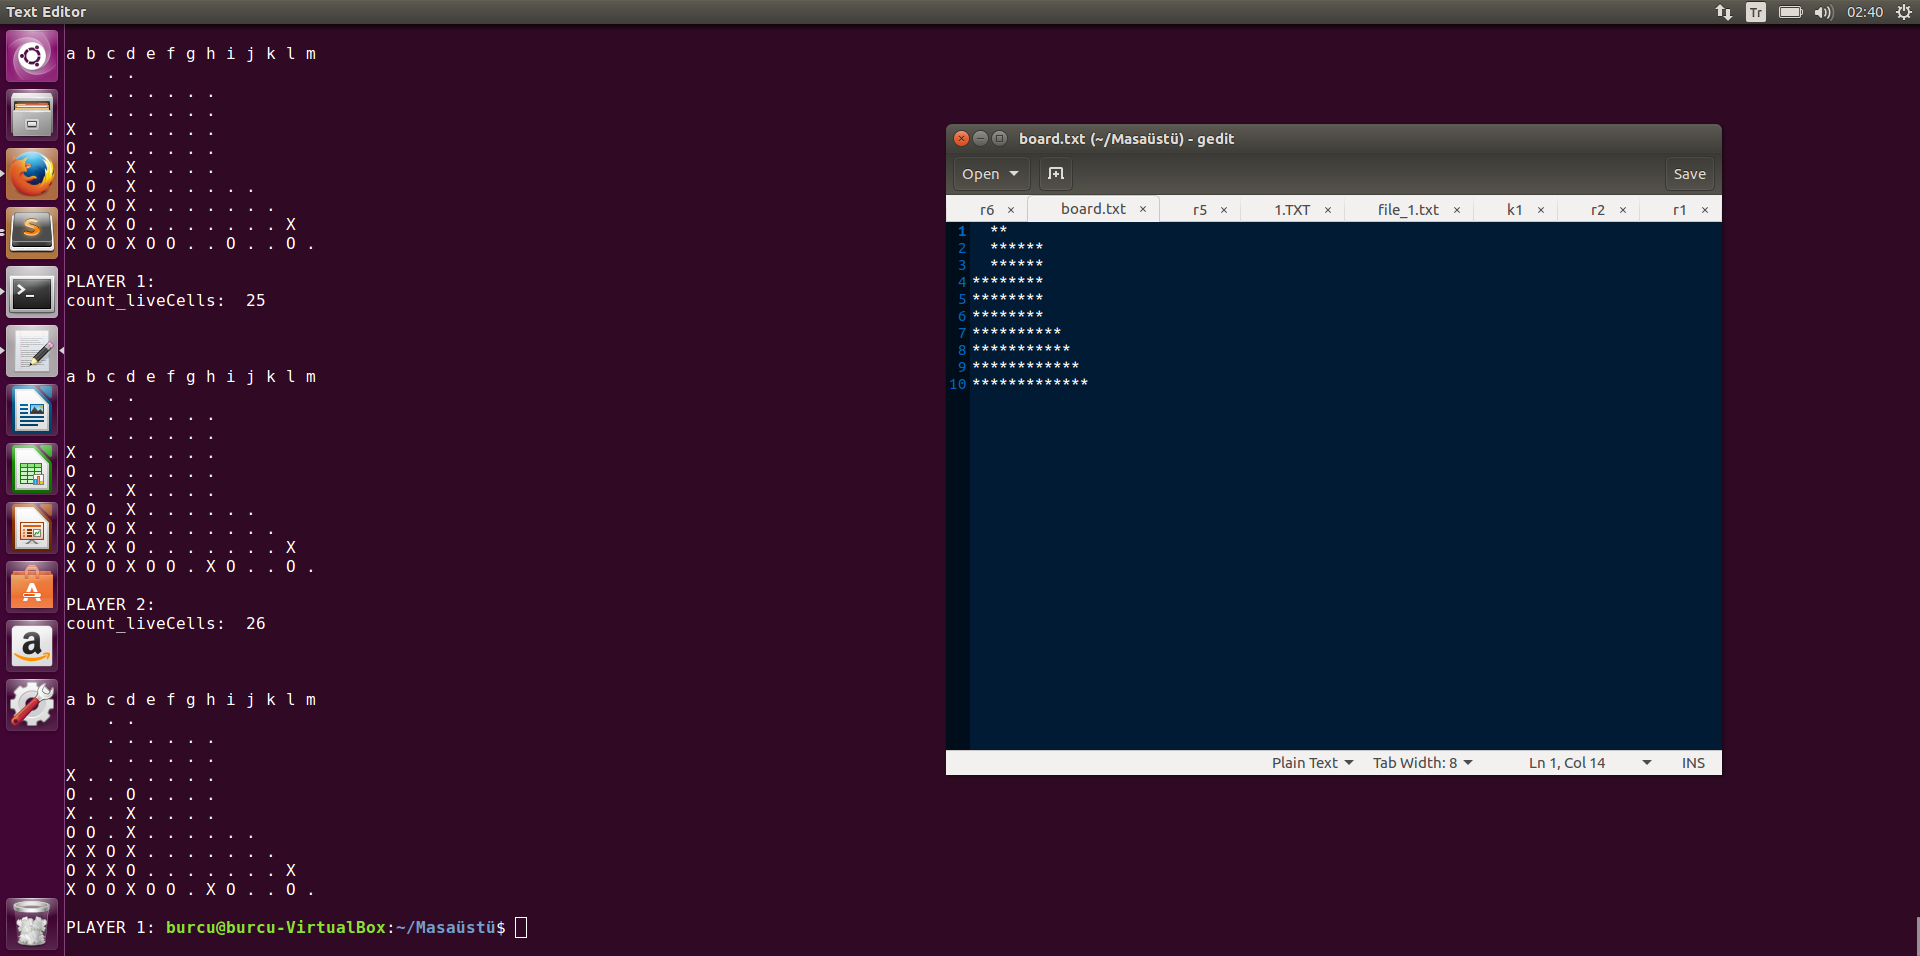 Text Editor
Tr
02:40
a b c d e f g h i j k l m
    . .
    . . . . . .
    . . . . . .
X . . . . . . .
O . . . . . . .
X . . X . . . .
O O . X . . . . . .
X X O X . . . . . . .
O X X O . . . . . . . X
X O O X O O . . O . . O .
PLAYER 1:
count_liveCells:  25
a b c d e f g h i j k l m
    . .
    . . . . . .
    . . . . . .
X . . . . . . .
O . . . . . . .
X . . X . . . .
O O . X . . . . . .
X X O X . . . . . . .
O X X O . . . . . . . X
X O O X O O . X O . . O .
PLAYER 2:
count_liveCells:  26
a b c d e f g h i j k l m
    . .
    . . . . . .
    . . . . . .
X . . . . . . .
O . . O . . . .
X . . X . . . .
O O . X . . . . . .
X X O X . . . . . . .
O X X O . . . . . . . X
X O O X O O . X O . . O .
PLAYER 1: burcu@burcu-VirtualBox:~/Masaüstü$
board.txt (~/Masaüstü) - gedit
Open
Save
r6 × board.txt × r5 × 1.TXT × file_1.txt × k1 × r2 × r1 ×
1   **
2   ******
3   ******
4 ********
5 ********
6 ********
7 **********
8 ***********
9 ************
10 *************
Plain Text Tab Width: 8 Ln 1, Col 14 INS